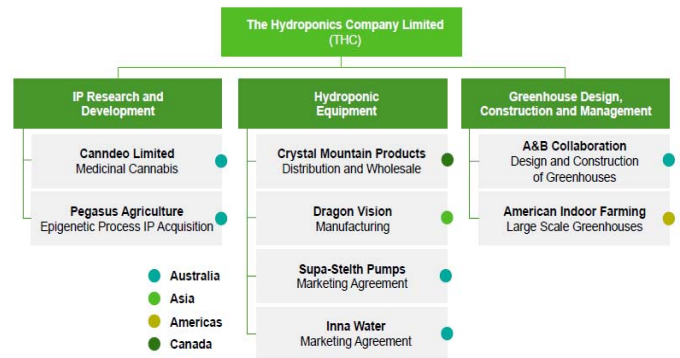 The Hydroponics Company Limited
(THC)
IP Research and
Development
Hydroponic
Equipment
Greenhouse Design,
Construction and Management
Canndeo Limited
Medicinal Cannabis
Pegasus Agriculture
Epigenetic Process IP Acquisition
Crystal Mountain Products
Distribution and Wholesale
Dragon Vision
Manufacturing
Supa-Stelth Pumps
Marketing Agreement
Inna Water
Marketing Agreement
A&B Collaboration
Design and Construction
of Greenhouses
American Indoor Farming
Large Scale Greenhouses
Australia
Asia
Americas
Canada